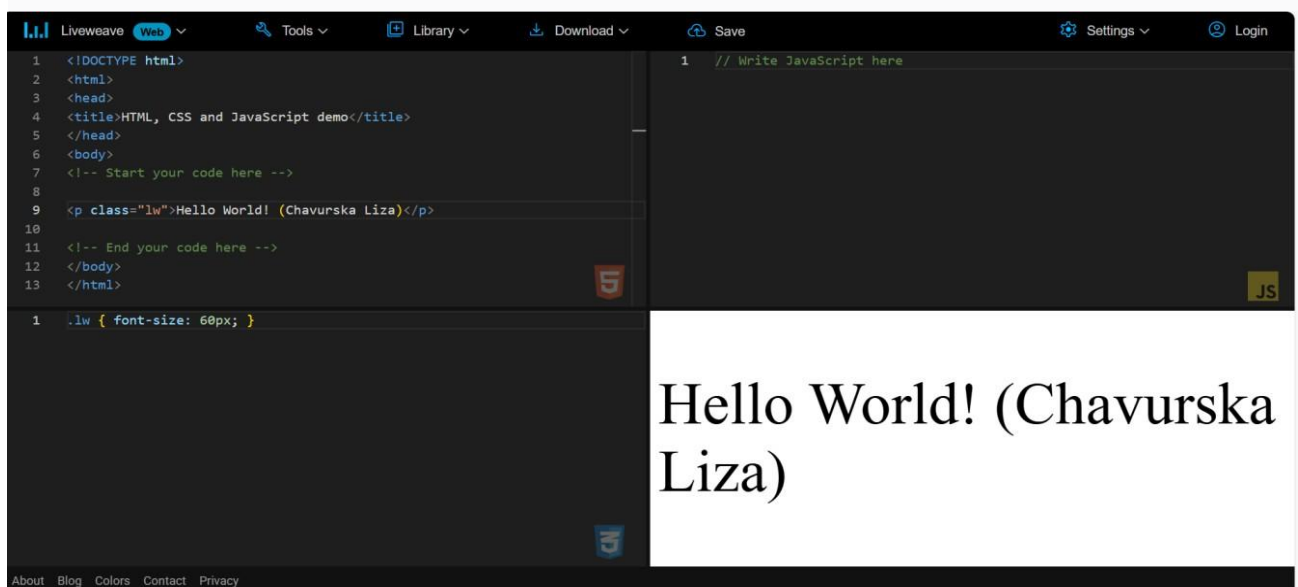 Liveweave Web Tools Library Download Save Settings Login
1 <!DOCTYPE html>
2 <html>
3 <head>
4 <title>HTML, CSS and JavaScript demo</title>
5 </head>
6 <body>
7 <!-- Start your code here -->
8
9 <p class="lw">Hello World! (Chavurska Liza)</p>
10
11 <!-- End your code here -->
12 </body>
13 </html>
5
1 // Write JavaScript here
JS
1 .lw { font-size: 60px; }
3
Hello World! (Chavurska
Liza)
About Blog Colors Contact Privacy